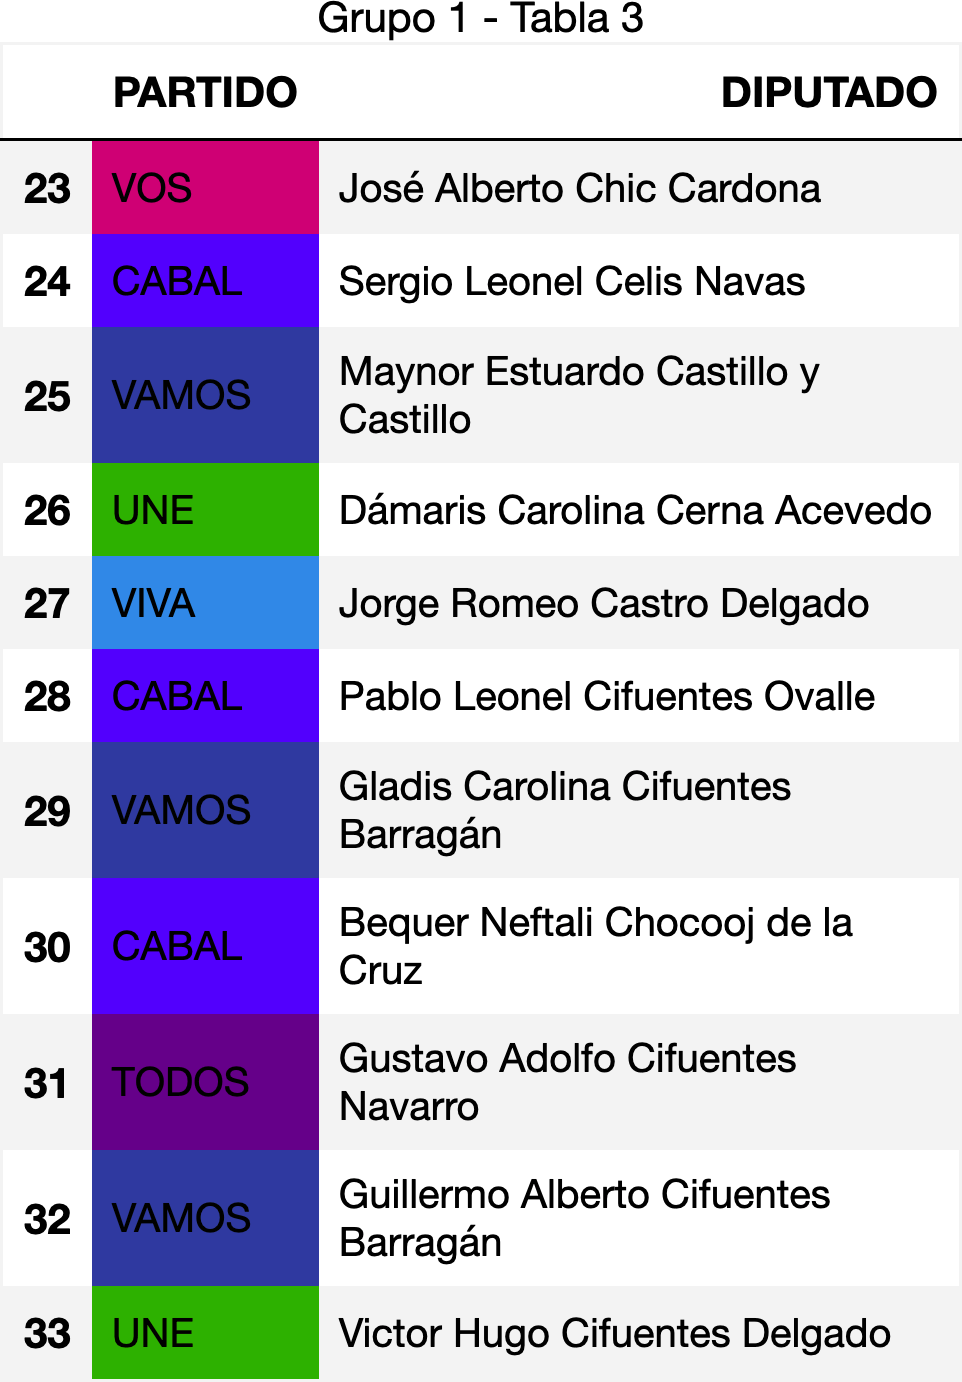 Grupo 1 - Tabla 3
PARTIDO DIPUTADO
23 VOS José Alberto Chic Cardona
24 CABAL Sergio Leonel Celis Navas
25 VAMOS Maynor Estuardo Castillo y
Castillo
26 UNE Dámaris Carolina Cerna Acevedo
27 VIVA Jorge Romeo Castro Delgado
28 CABAL Pablo Leonel Cifuentes Ovalle
29 VAMOS Gladis Carolina Cifuentes
Barragán
30 CABAL Bequer Neftali Chocooj de la
Cruz
31 TODOS Gustavo Adolfo Cifuentes
Navarro
32 VAMOS Guillermo Alberto Cifuentes
Barragán
33 UNE Victor Hugo Cifuentes Delgado